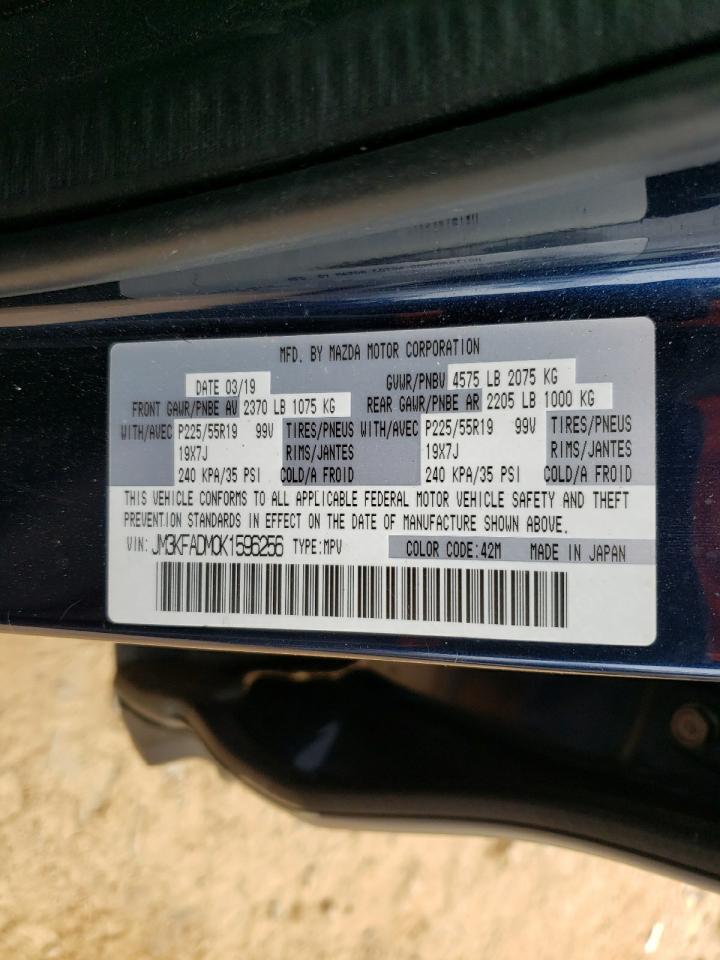 MFD. BY MAZDA MOTOR CORPORATION
DATE 03/19 GVWR/PNBV 4575 LB 2075 KG
FRONT GAWR/PNBE AV 2370 LB 1075 KG REAR GAWR/PNBE AR 2205 LB 1000 KG
WITH/AVEC P225/55R19 99V TIRES/PNEUS WITH/AVEC P225/55R19 99V TIRES/PNEUS
19X7J RIMS/JANTES 19X7J RIMS/JANTES
240 KPA/35 PSI COLD/A FROID 240 KPA/35 PSI COLD/A FROID
THIS VEHICLE CONFORMS TO ALL APPLICABLE FEDERAL MOTOR VEHICLE SAFETY AND THEFT
PREVENTION STANDARDS IN EFFECT ON THE DATE OF MANUFACTURE SHOWN ABOVE.
VIN: JM3KFADM0K1596256 TYPE:MPV COLOR CODE:42M MADE IN JAPAN